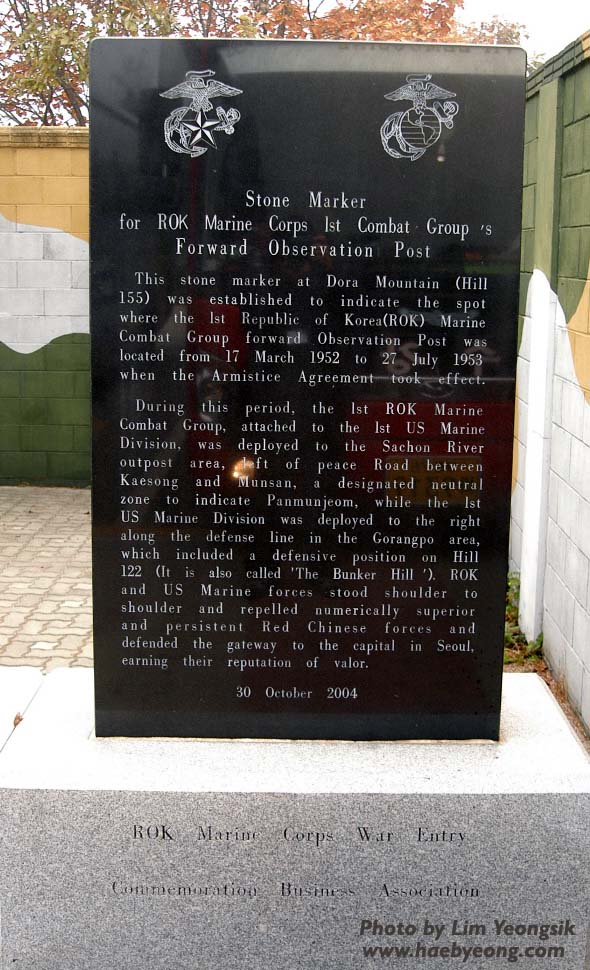 Stone Marker
for ROK Marine Corps 1st Combat Group 's
Forward Observation Post
This stone marker at Dora Mountain (Hill
155) was established to indicate the spot
where the 1st Republic of Korea(ROK) Marine
Combat Group forward Observation Post was
located from 17 March 1952 to 27 July 1953
when the Armistice Agreement took effect.
During this period, the 1st ROK Marine
Combat Group, attached to the 1st US Marine
Division, was deployed to the Sachon River
outpost area, left of peace Road between
Kaesong and Munsan, a designated neutral
zone to indicate Panmunjeom, while the 1st
US Marine Division was deployed to the right
along the defense line in the Gorangpo area,
which included a defensive position on Hill
122 (It is also called 'The Bunker Hill '). ROK
and US Marine forces stood shoulder to
shoulder and repelled numerically superior
and persistent Red Chinese forces and
defended the gateway to the capital in Seoul,
earning their reputation of valor.
30 October 2004
ROK Marine Corps War Entry
Commemoration Business Association
Photo by Lim Yeongsik
www.haebyeong.com